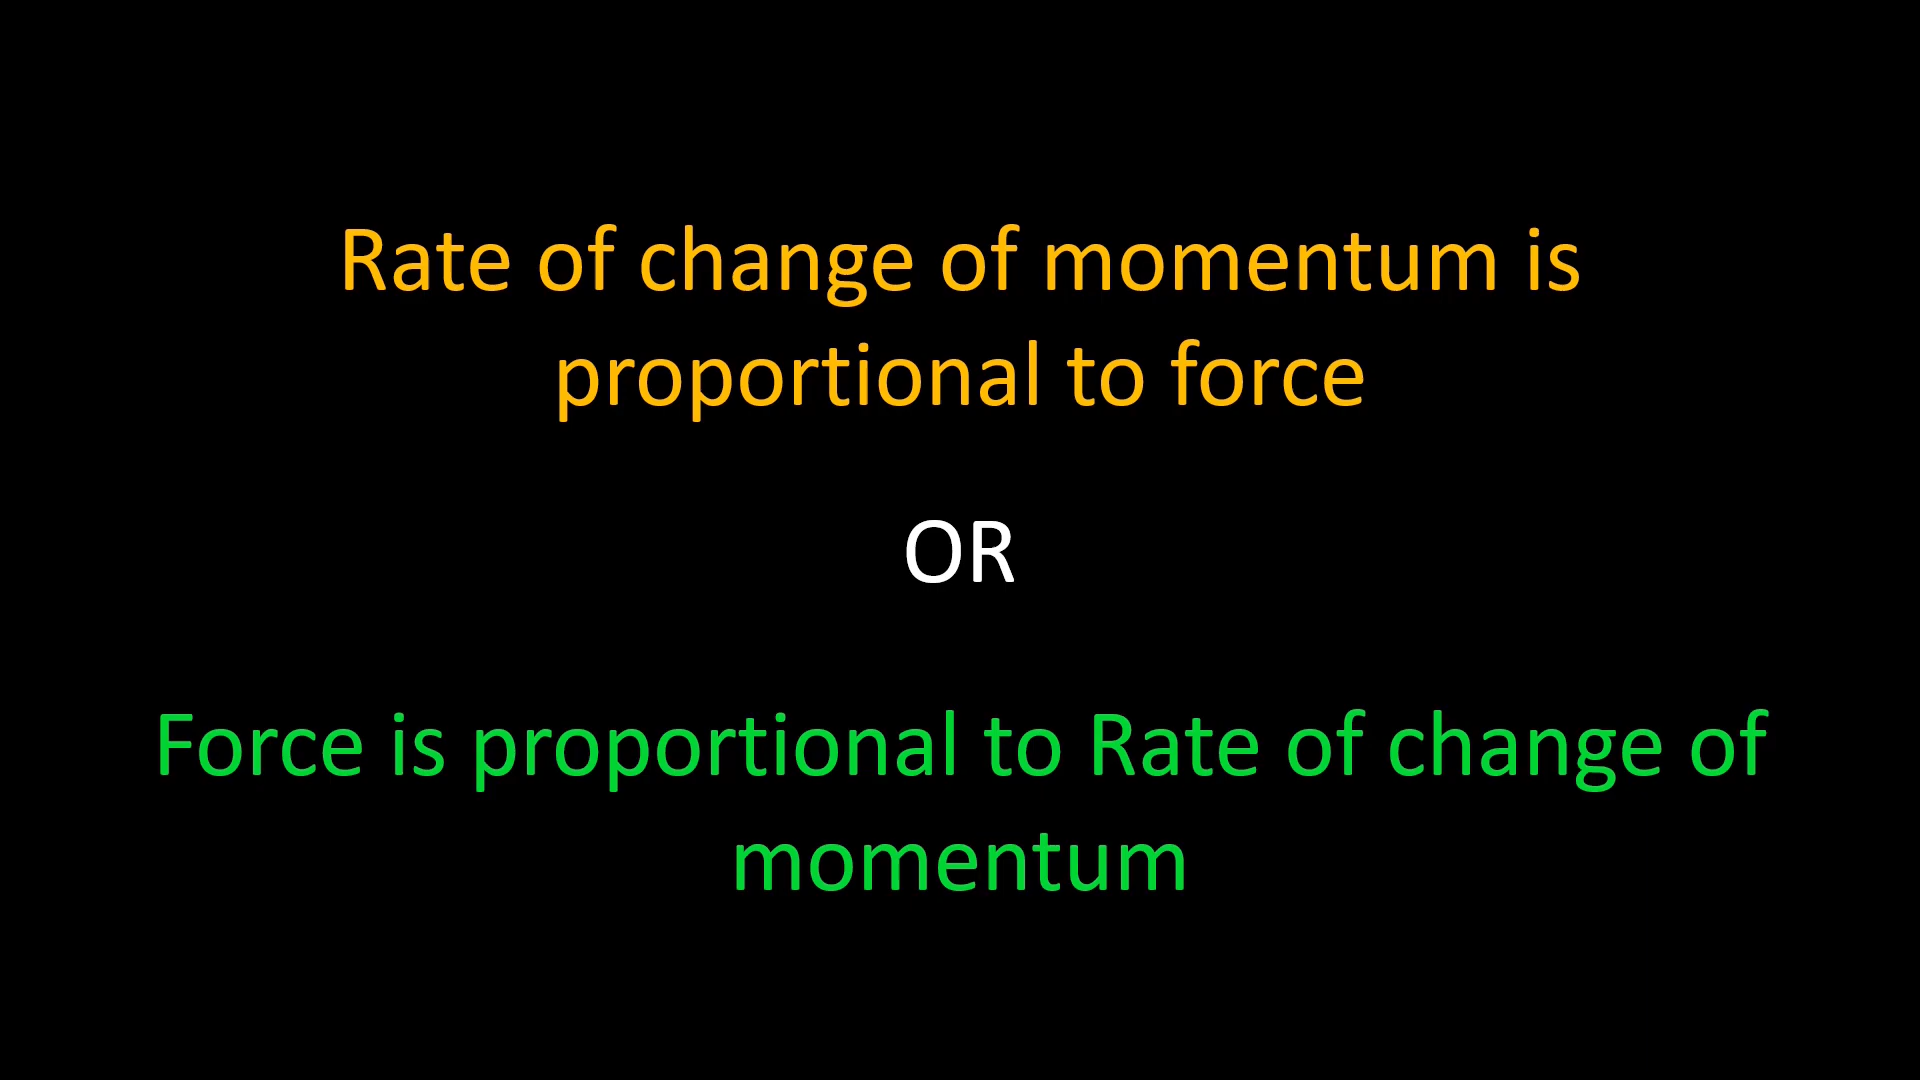 Rate of change of momentum is
proportional to force
OR
Force is proportional to Rate of change of
momentum